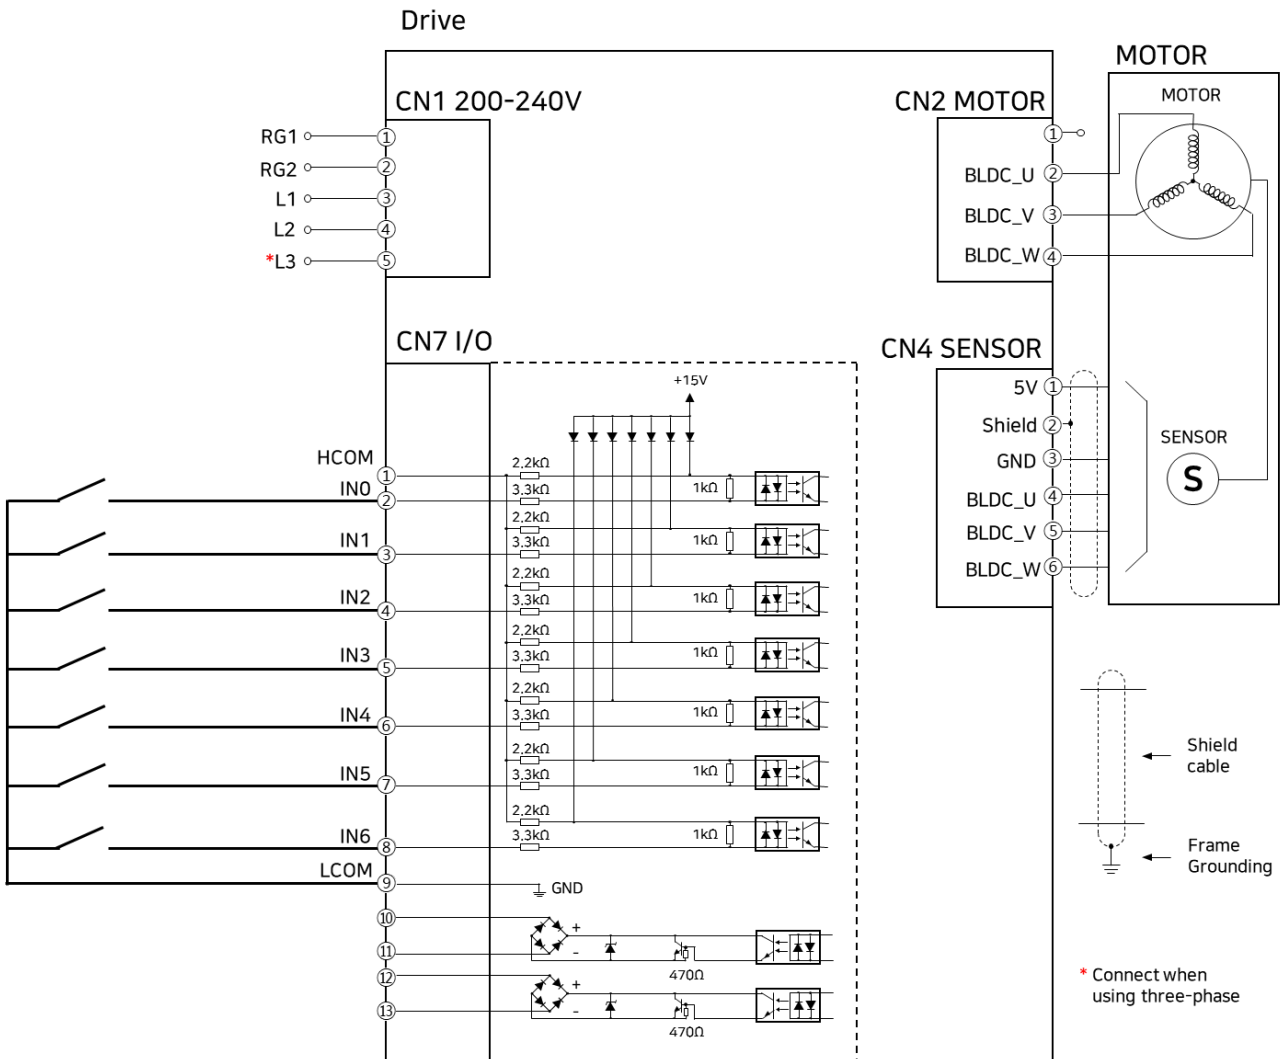 Drive
MOTOR
CN1 200-240V
RG1 ①
RG2 ②
L1 ③
L2 ④
*L3 ⑤
CN2 MOTOR
①
BLDC_U ②
BLDC_V ③
BLDC_W ④
MOTOR
CN7 I/O
CN4 SENSOR
5V ①
Shield ②
GND ③
BLDC_U ④
BLDC_V ⑤
BLDC_W ⑥
SENSOR
S
+15V
HCOM ① 2.2kΩ
IN0 ② 3.3kΩ 1kΩ
2.2kΩ
IN1 ③ 3.3kΩ 1kΩ
2.2kΩ
IN2 ④ 3.3kΩ 1kΩ
2.2kΩ
IN3 ⑤ 3.3kΩ 1kΩ
2.2kΩ
IN4 ⑥ 3.3kΩ 1kΩ
2.2kΩ
IN5 ⑦ 3.3kΩ 1kΩ
2.2kΩ
IN6 ⑧ 3.3kΩ 1kΩ
LCOM ⑨ GND
⑩ +
⑪ -
470Ω
⑫ +
⑬ -
470Ω
Shield
cable
Frame
Grounding
* Connect when
using three-phase